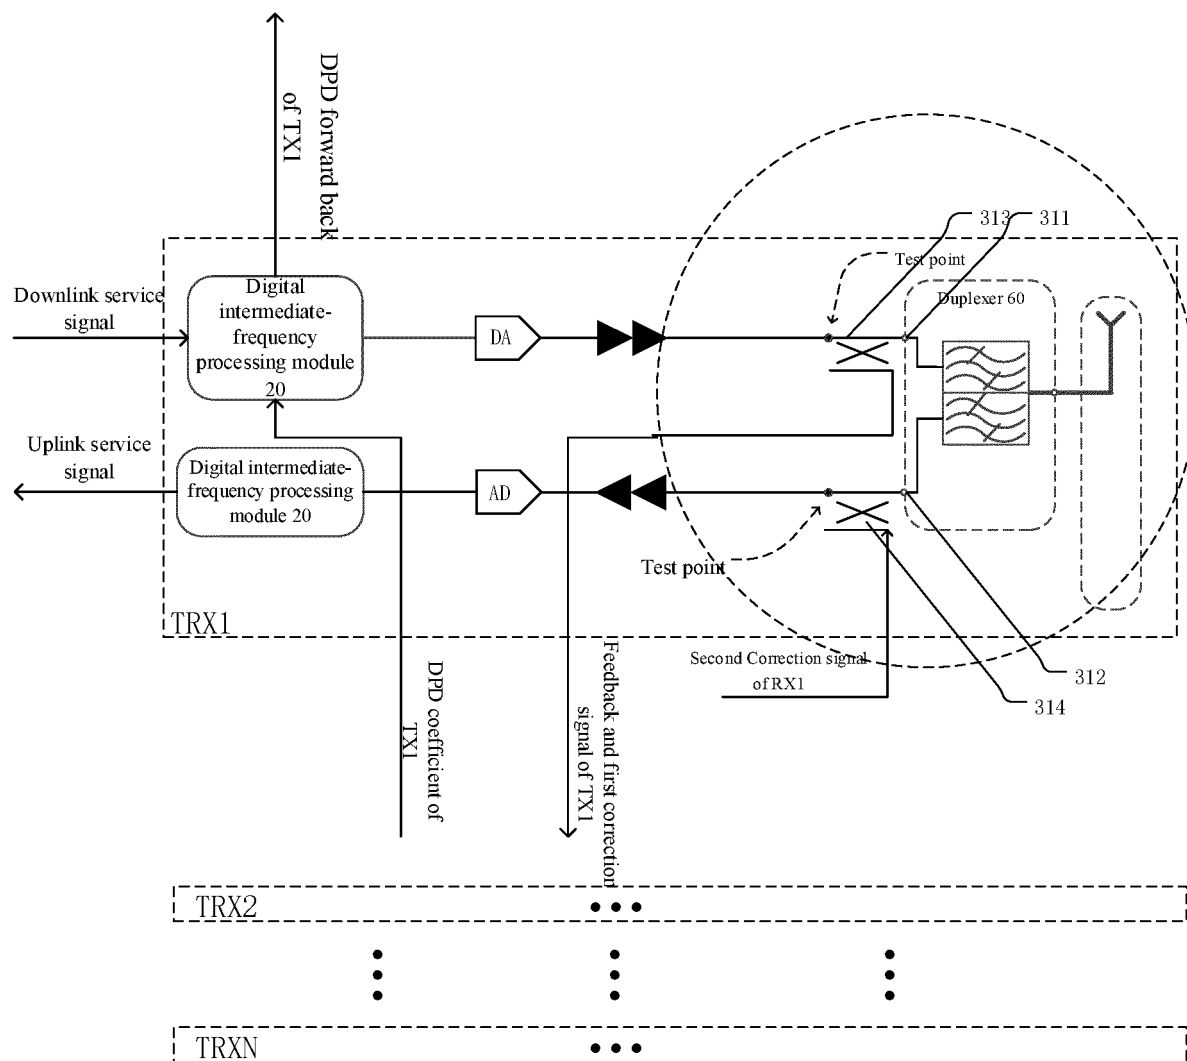 DPD forward back
of TX1
313
311
Test point
Downlink service
signal
Digital
intermediate-
frequency
processing module
20
DA
Duplexer 60
Uplink service
signal
Digital intermediate-
frequency processing
module 20
AD
Test point
TRX1
DPD coefficient of
TX1
Feedback and first correction
signal of TX1
Second Correction signal
of RX1
312
314
TRX2
TRXN